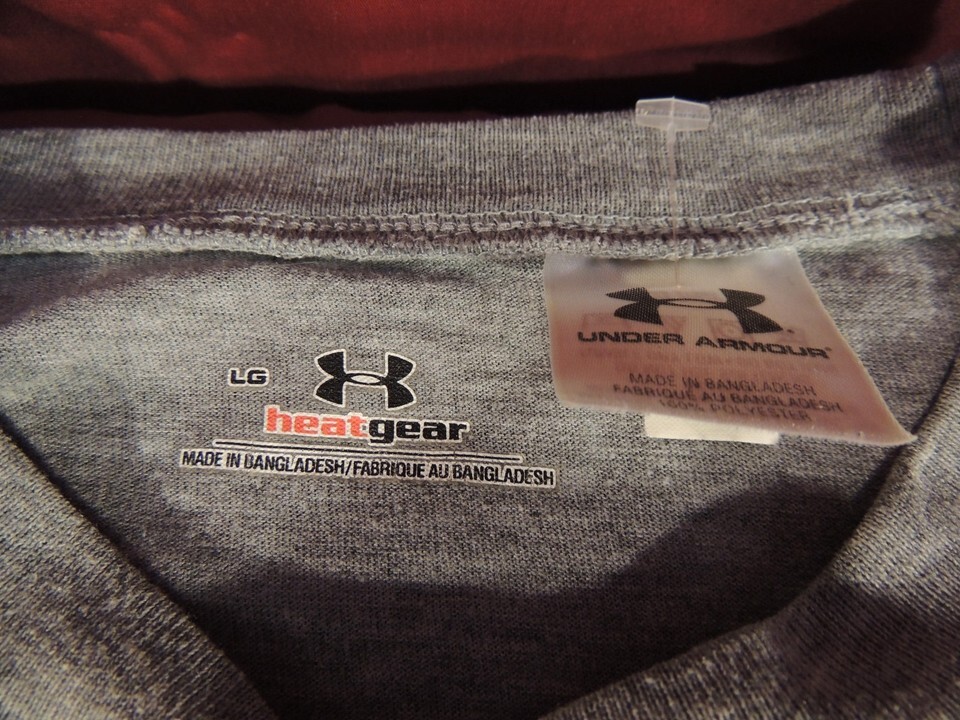 LG
heatgear
MADE IN BANGLADESH/FABRIQUE AU BANGLADESH
UNDER ARMOUR
MADE IN BANGLADESH
FABRIQUE AU BANGLADESH
100% POLYESTER